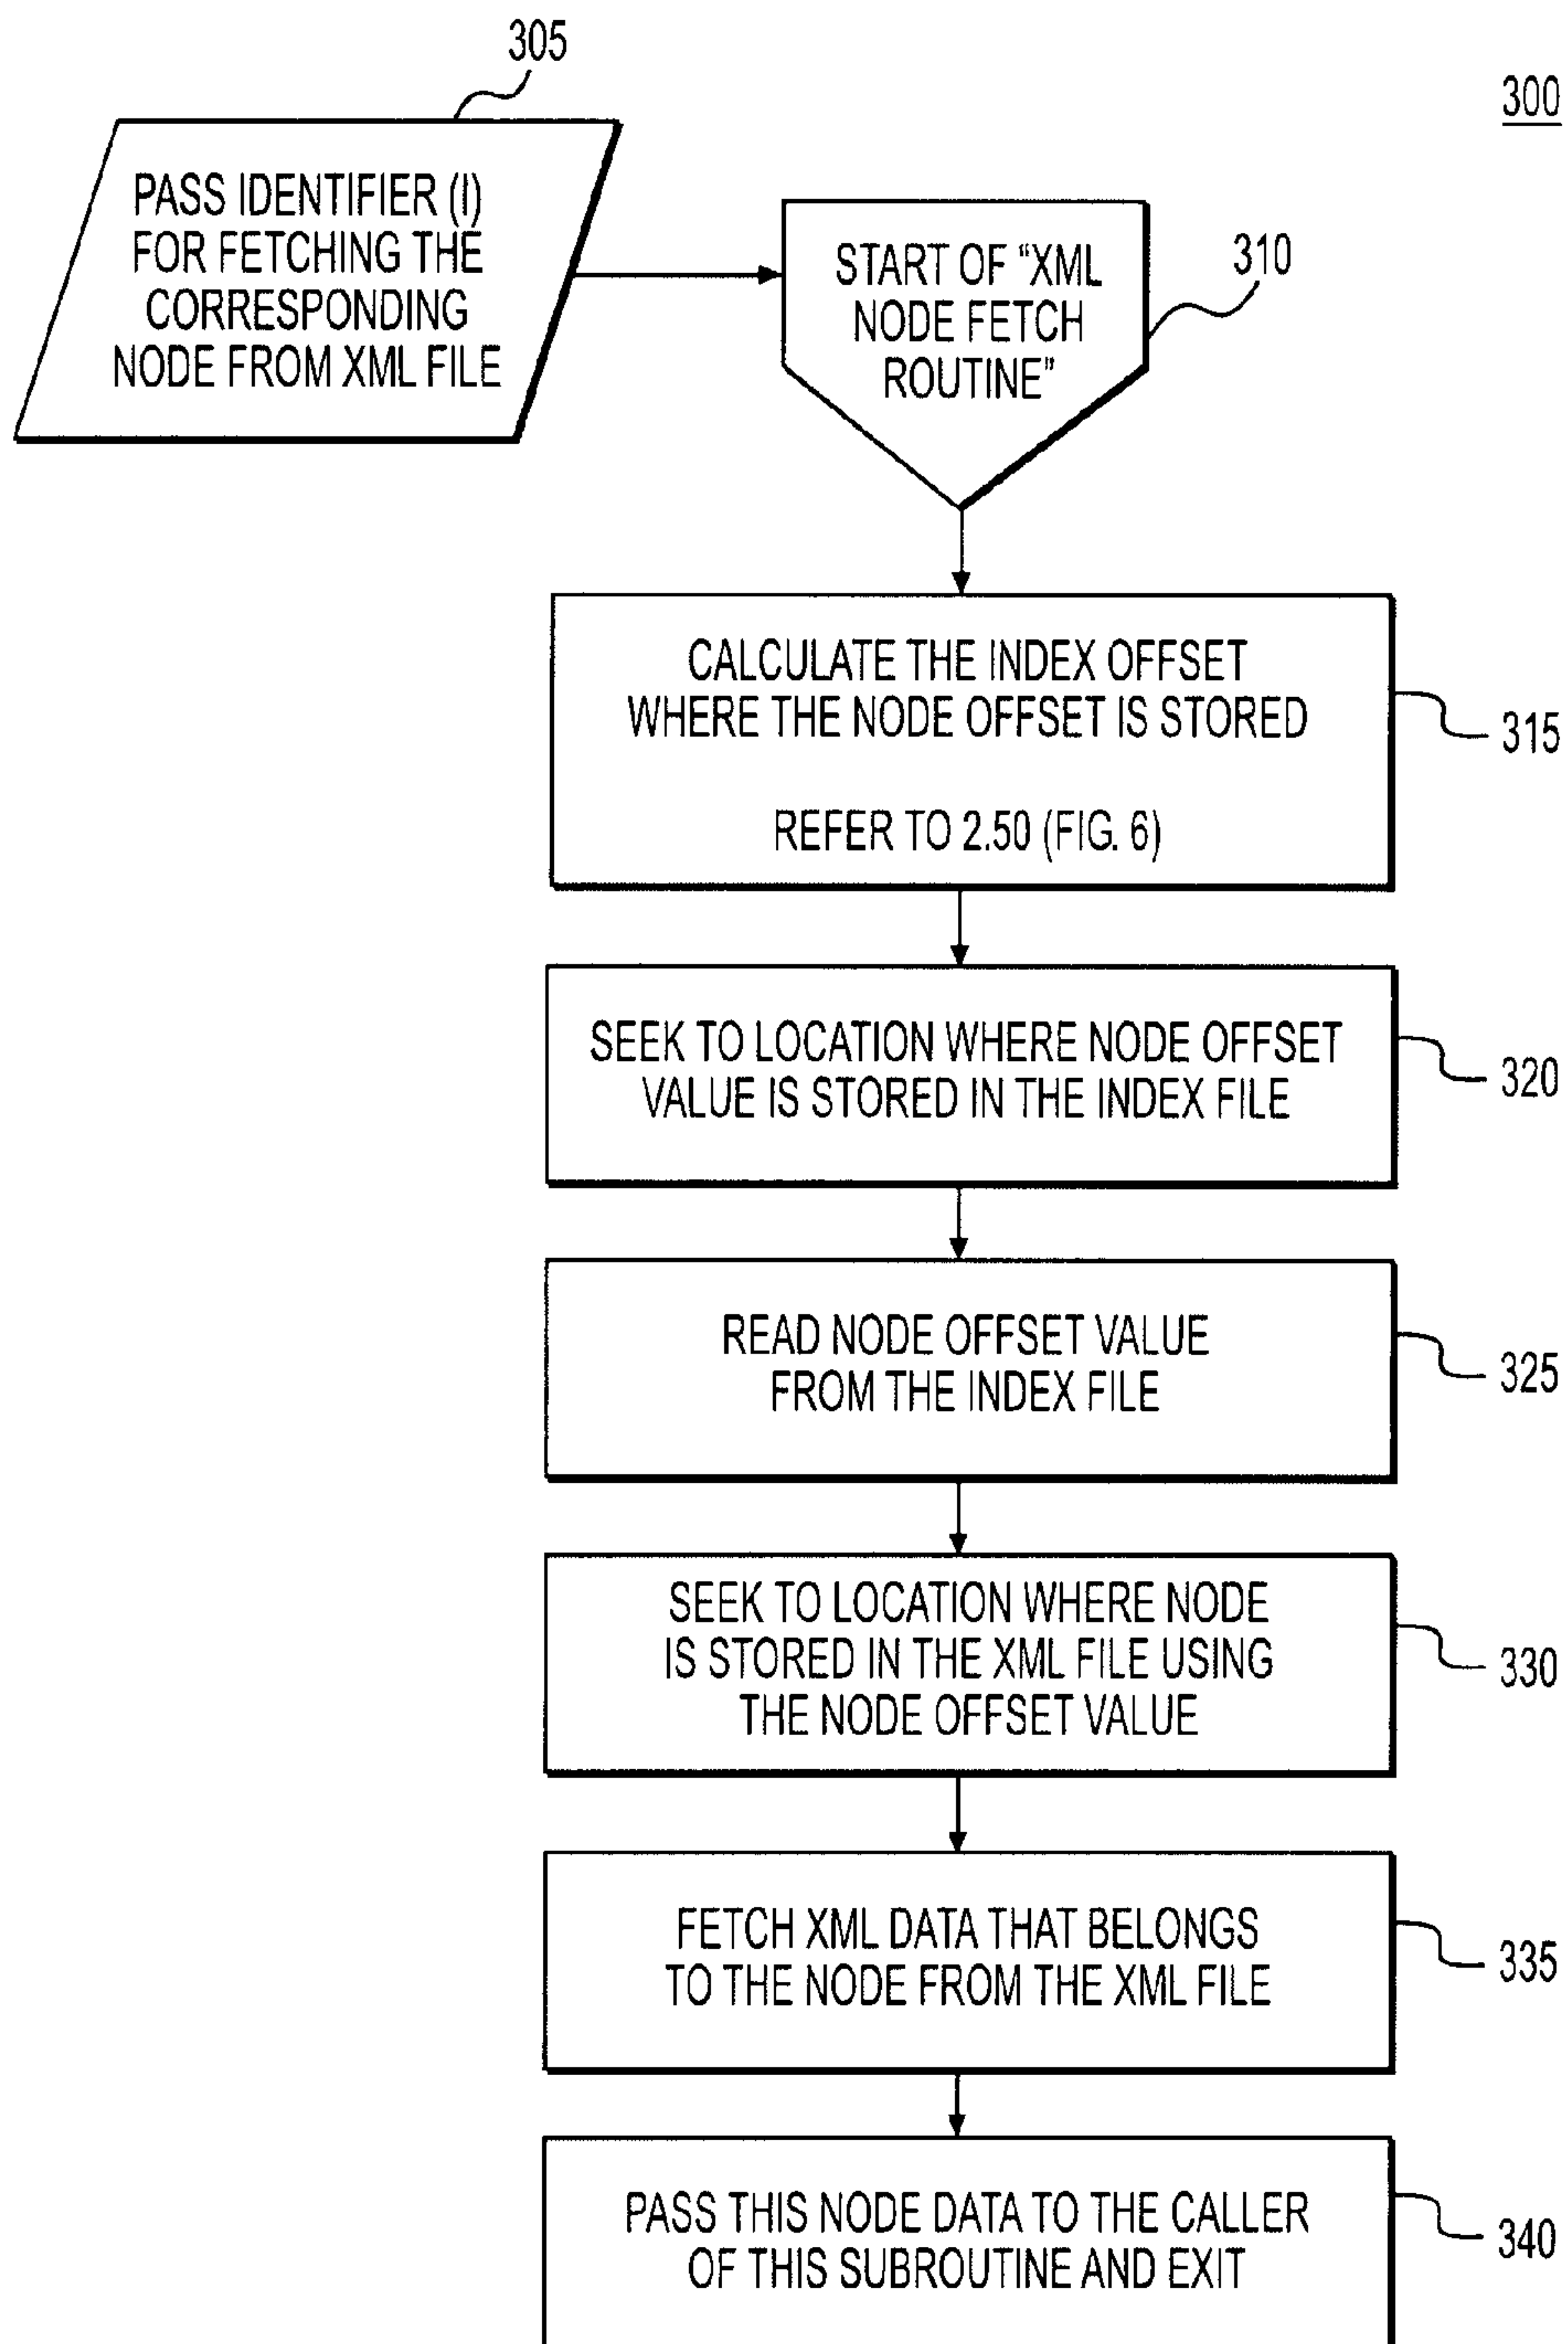 305
300
PASS IDENTIFIER (I)
FOR FETCHING THE
CORRESPONDING
NODE FROM XML FILE
START OF “XML
NODE FETCH
ROUTINE”
310
CALCULATE THE INDEX OFFSET
WHERE THE NODE OFFSET IS STORED
REFER TO 2.50 (FIG. 6)
315
SEEK TO LOCATION WHERE NODE OFFSET
VALUE IS STORED IN THE INDEX FILE
320
READ NODE OFFSET VALUE
FROM THE INDEX FILE
325
SEEK TO LOCATION WHERE NODE
IS STORED IN THE XML FILE USING
THE NODE OFFSET VALUE
330
FETCH XML DATA THAT BELONGS
TO THE NODE FROM THE XML FILE
335
PASS THIS NODE DATA TO THE CALLER
OF THIS SUBROUTINE AND EXIT
340